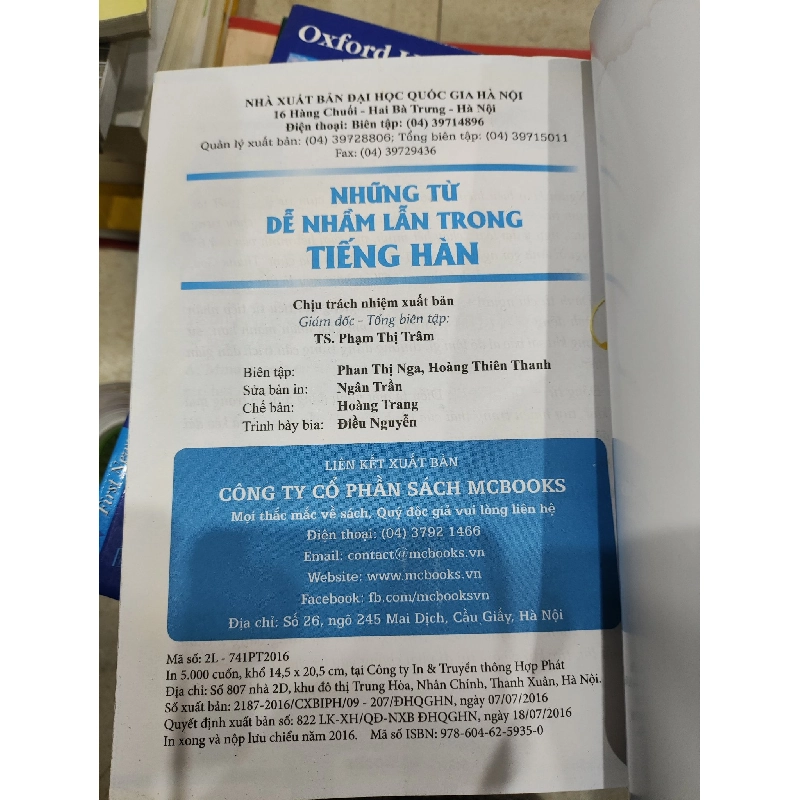 Oxford
NHÀ XUẤT BẢN ĐẠI HỌC QUỐC GIA HÀ NỘI
16 Hàng Chuối - Hai Bà Trưng - Hà Nội
Điện thoại: Biên tập: (04) 39714896
Quản lý xuất bản: (04) 39728806; Tổng biên tập: (04) 39715011
Fax: (04) 39729436
NHỮNG TỪ
DỄ NHẦM LẪN TRONG
TIẾNG HÀN
Chịu trách nhiệm xuất bản
Giám đốc - Tổng biên tập:
TS. Phạm Thị Trâm
Biên tập: Phan Thị Nga, Hoàng Thiên Thanh
Sửa bản in: Ngân Trần
Chế bản: Hoàng Trang
Trình bày bìa: Điều Nguyễn
LIÊN KẾT XUẤT BẢN
CÔNG TY CỔ PHẦN SÁCH MCBOOKS
Mọi thắc mắc về sách, Quý độc giả vui lòng liên hệ
Điện thoại: (04) 3792 1466
Email: contact@mcbooks.vn
Website: www.mcbooks.vn
Facebook: fb.com/mcbooksvn
Địa chỉ: Số 26, ngõ 245 Mai Dịch, Cầu Giấy, Hà Nội
Mã số: 2L - 741PT2016
In 5.000 cuốn, khổ 14,5 x 20,5 cm, tại Công ty In & Truyền thông Hợp Phát
Địa chỉ: Số 807 nhà 2D, khu đô thị Trung Hòa, Nhân Chính, Thanh Xuân, Hà Nội.
Số xuất bản: 2187-2016/CXBIPH/09 - 207/ĐHQGHN, ngày 07/07/2016
Quyết định xuất bản số: 822 LK-XH/QĐ-NXB ĐHQGHN, ngày 18/07/2016
In xong và nộp lưu chiểu năm 2016. Mã số ISBN: 978-604-62-5935-0